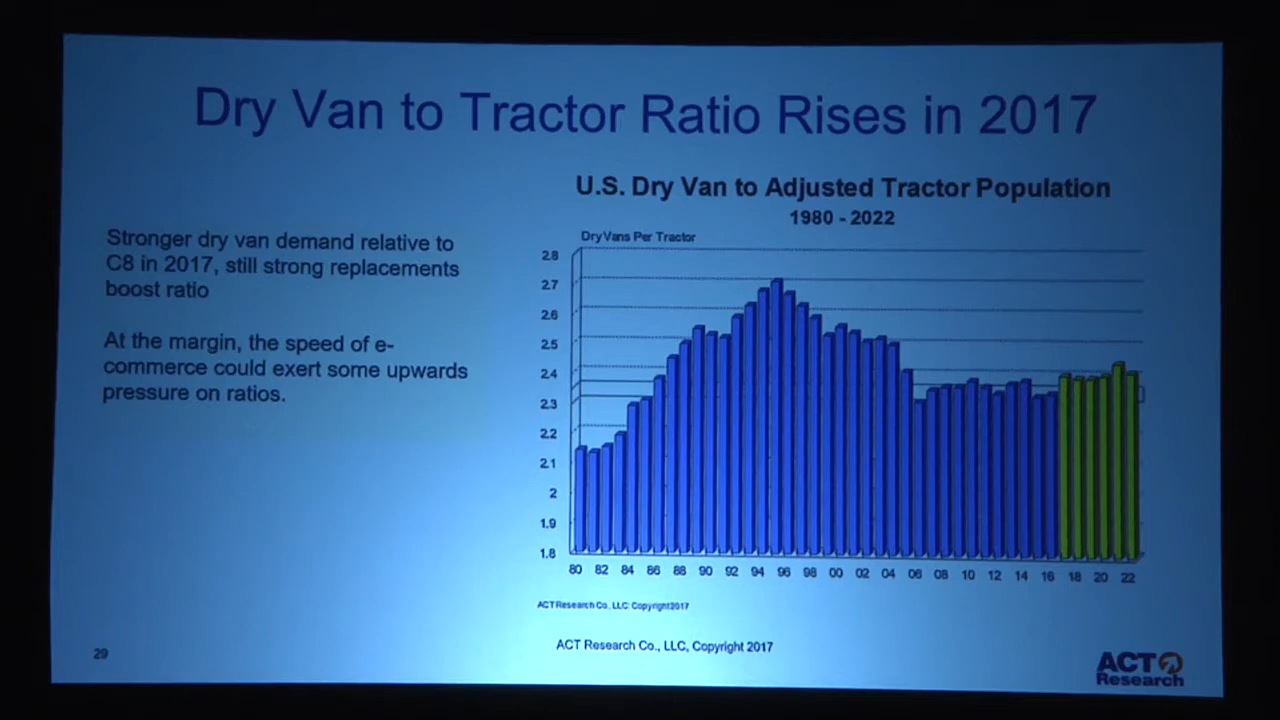 Dry Van to Tractor Ratio Rises in 2017
Stronger dry van demand relative to
C8 in 2017, still strong replacements
boost ratio
At the margin, the speed of e-
commerce could exert some upwards
pressure on ratios.
U.S. Dry Van to Adjusted Tractor Population
1980 - 2022
Dry Vans Per Tractor
2.8
2.7
2.6
2.5
2.4
2.3
2.2
2.1
2
1.9
1.8
80 82 84 86 88 90 92 94 96 98 00 02 04 06 08 10 12 14 16 18 20 22
ACT Research Co., LLC: Copyright 2017
ACT Research Co., LLC, Copyright 2017
29
ACT
Research